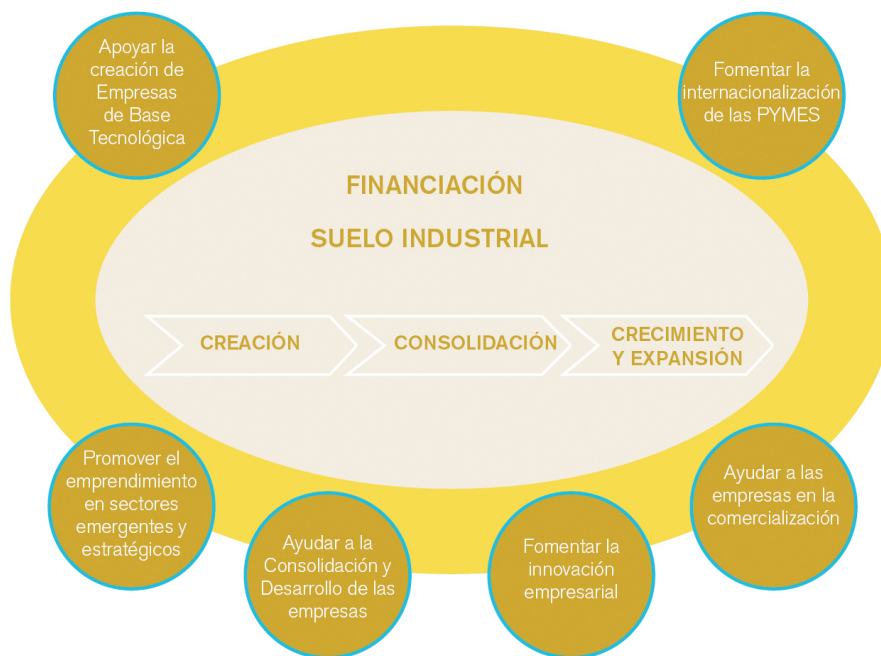 Apoyar la
creación de
Empresas
de Base
Tecnológica
Fomentar la
internacionalización
de las PYMES
FINANCIACIÓN
SUELO INDUSTRIAL
CREACIÓN
CONSOLIDACIÓN
CRECIMIENTO
Y EXPANSIÓN
Promover el
emprendimiento
en sectores
emergentes y
estratégicos
Ayudar a la
Consolidación y
Desarrollo de las
empresas
Fomentar la
innovación
empresarial
Ayudar a las
empresas en la
comercialización